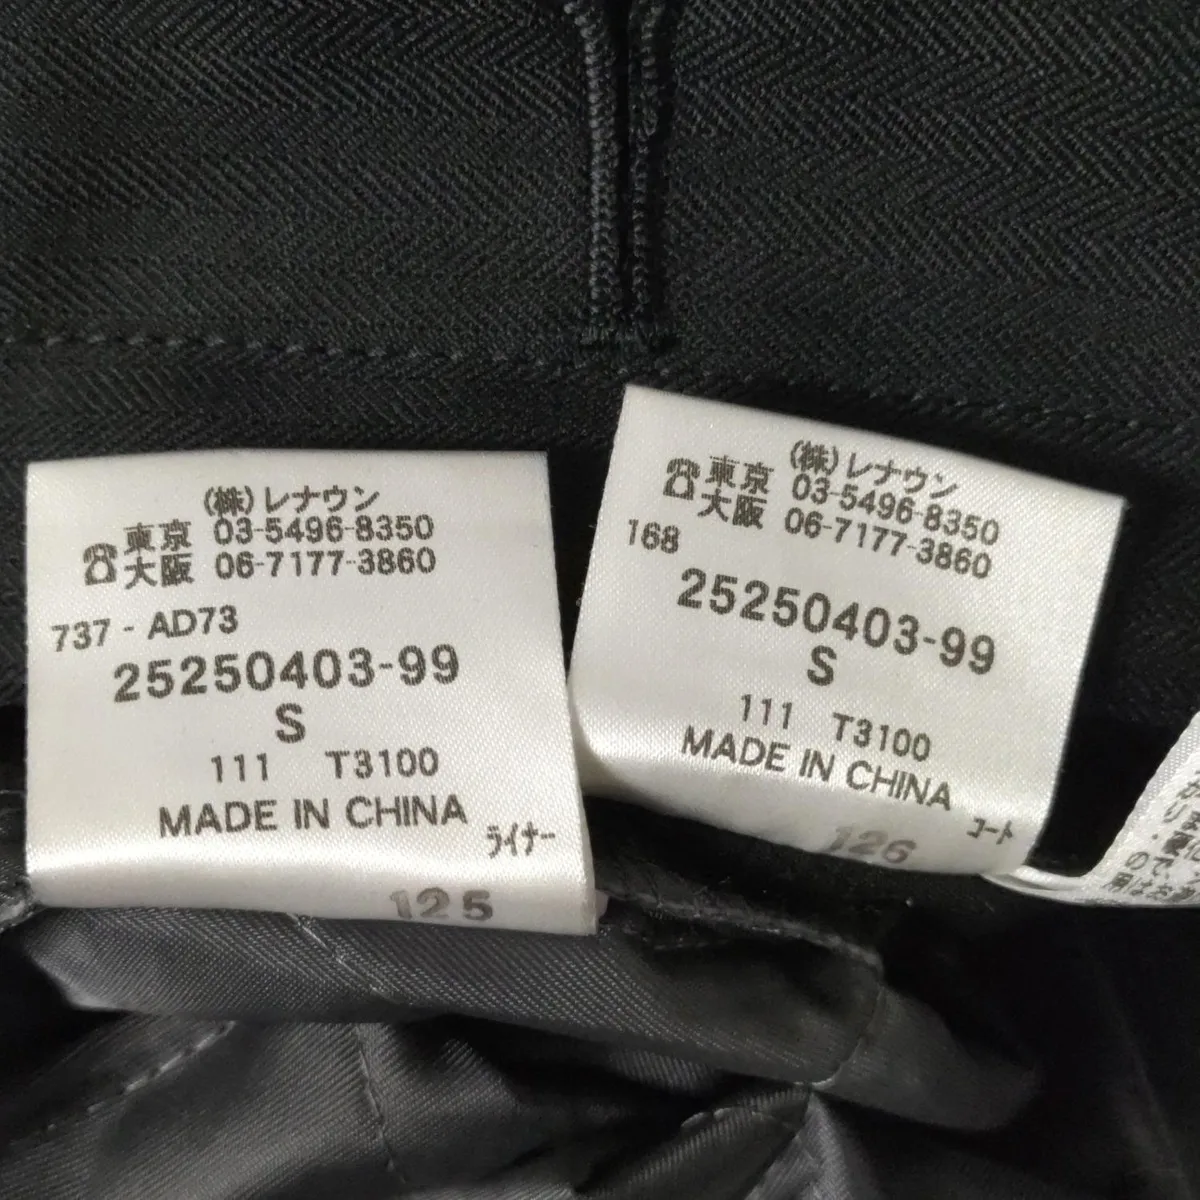 (株)レナウン
☎東京 03-5496-8350
大阪 06-7177-3860
737 - AD73
25250403-99
S
111 T3100
MADE IN CHINA
ライナー
125
(株)レナウン
☎東京 03-5496-8350
大阪 06-7177-3860
168
25250403-99
S
111 T3100
MADE IN CHINA
コート
126